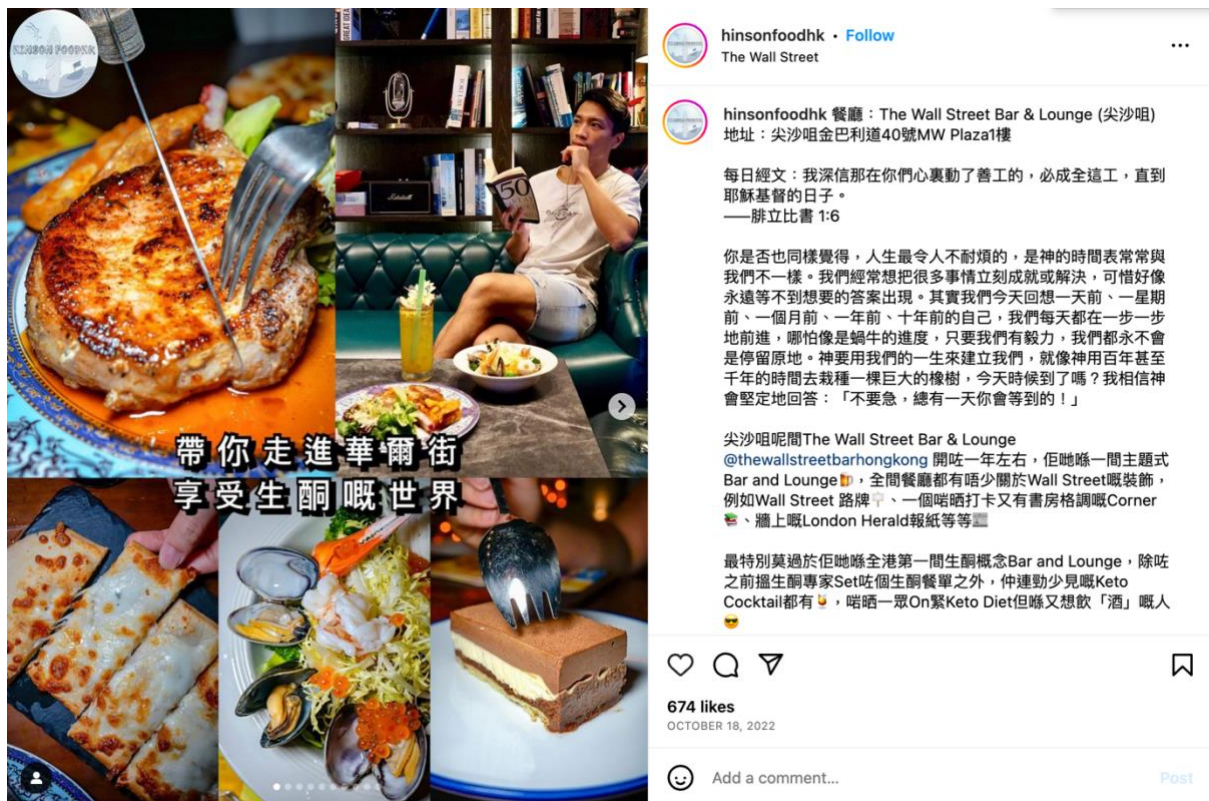 HINSON FOODHK
GREAT IDEAS
50
Marshall
帶你走進華爾街
享受生酮嘅世界
hinsonfoodhk • Follow
The Wall Street
hinsonfoodhk 餐廳：The Wall Street Bar & Lounge (尖沙咀)
地址：尖沙咀金巴利道40號MW Plaza1樓
每日經文：我深信那在你們心裏動了善工的，必成全這工，直到
耶穌基督的日子。
——腓立比書 1:6
你是否也同樣覺得，人生最令人不耐煩的，是神的時間表常常與
我們不一樣。我們經常想把很多事情立刻成就或解決，可惜好像
永遠等不到想要的答案出現。其實我們今天回想一天前、一星期
前、一個月前、一年前、十年前的自己，我們每天都在一步一步
地前進，哪怕像是蝸牛的進度，只要我們有毅力，我們都永不會
是停留原地。神要用我們的一生來建立我們，就像神用百年甚至
千年的時間去栽種一棵巨大的橡樹，今天時候到了嗎？我相信神
會堅定地回答：「不要急，總有一天你會等到的！」
尖沙咀呢間The Wall Street Bar & Lounge
@thewallstreetbarhongkong 開咗一年左右，佢哋喺一間主題式
Bar and Lounge🍻，全間餐廳都有唔少關於Wall Street嘅裝飾，
例如Wall Street 路牌🪧、一個啱晒打卡又有書房格調嘅Corner
📚、牆上嘅London Herald報紙等等📰
最特別莫過於佢哋喺全港第一間生酮概念Bar and Lounge，除咗
之前搵生酮專家Set咗個生酮餐單之外，仲連勁少見嘅Keto
Cocktail都有🍹，啱晒一眾On緊Keto Diet但喺又想飲「酒」嘅人
😎
674 likes
OCTOBER 18, 2022
Add a comment...
Post